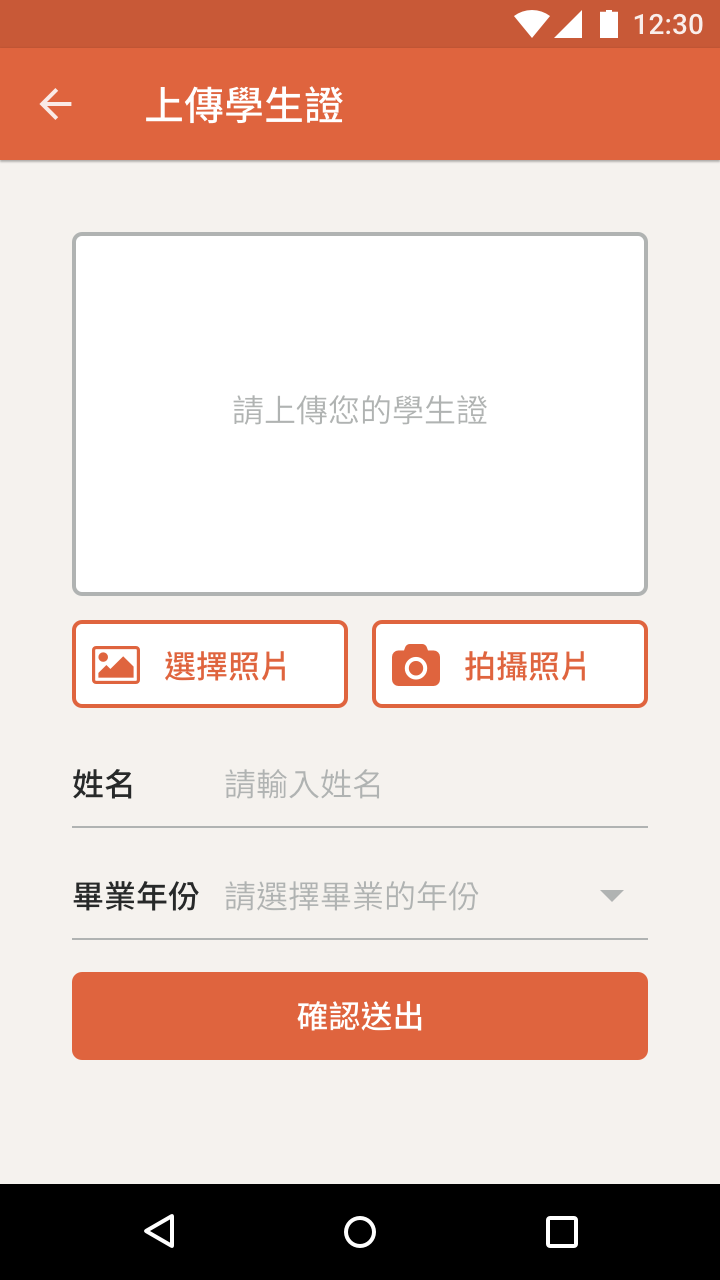 12:30
上傳學生證
請上傳您的學生證
選擇照片
拍攝照片
姓名 請輸入姓名
畢業年份 請選擇畢業的年份
確認送出